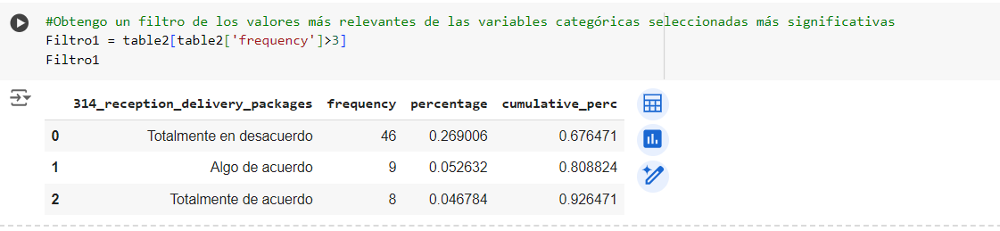 #Obtengo un filtro de los valores más relevantes de las variables categóricas seleccionadas más significativas
Filtro1 = table2[table2['frequency']>3]
Filtro1
314_reception_delivery_packages frequency percentage cumulative_perc
0 Totalmente en desacuerdo 46 0.269006 0.676471
1 Algo de acuerdo 9 0.052632 0.808824
2 Totalmente de acuerdo 8 0.046784 0.926471